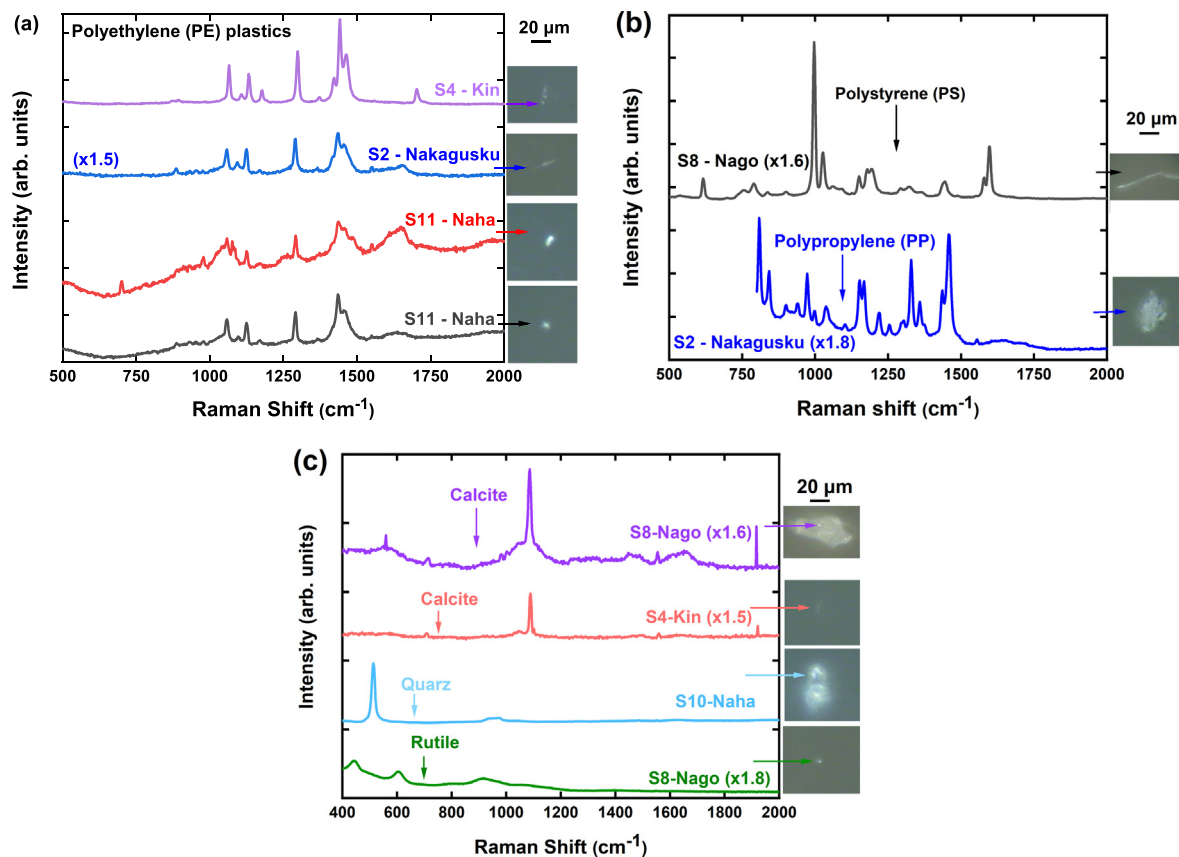 (a)
Polyethylene (PE) plastics
20 µm
S4 - Kin
(x1.5)
S2 - Nakagusku
S11 - Naha
S11 - Naha
Intensity (arb. units)
500 750 1000 1250 1500 1750 2000
Raman Shift (cm⁻¹)
(b)
Polystyrene (PS)
20 µm
S8 - Nago (x1.6)
Polypropylene (PP)
S2 - Nakagusku (x1.8)
Intensity (arb. units)
500 750 1000 1250 1500 1750 2000
Raman shift (cm⁻¹)
(c)
20 µm
Calcite
S8-Nago (x1.6)
Calcite
S4-Kin (x1.5)
Quarz
S10-Naha
Rutile
S8-Nago (x1.8)
Intensity (arb. units)
400 600 800 1000 1200 1400 1600 1800 2000
Raman Shift (cm⁻¹)